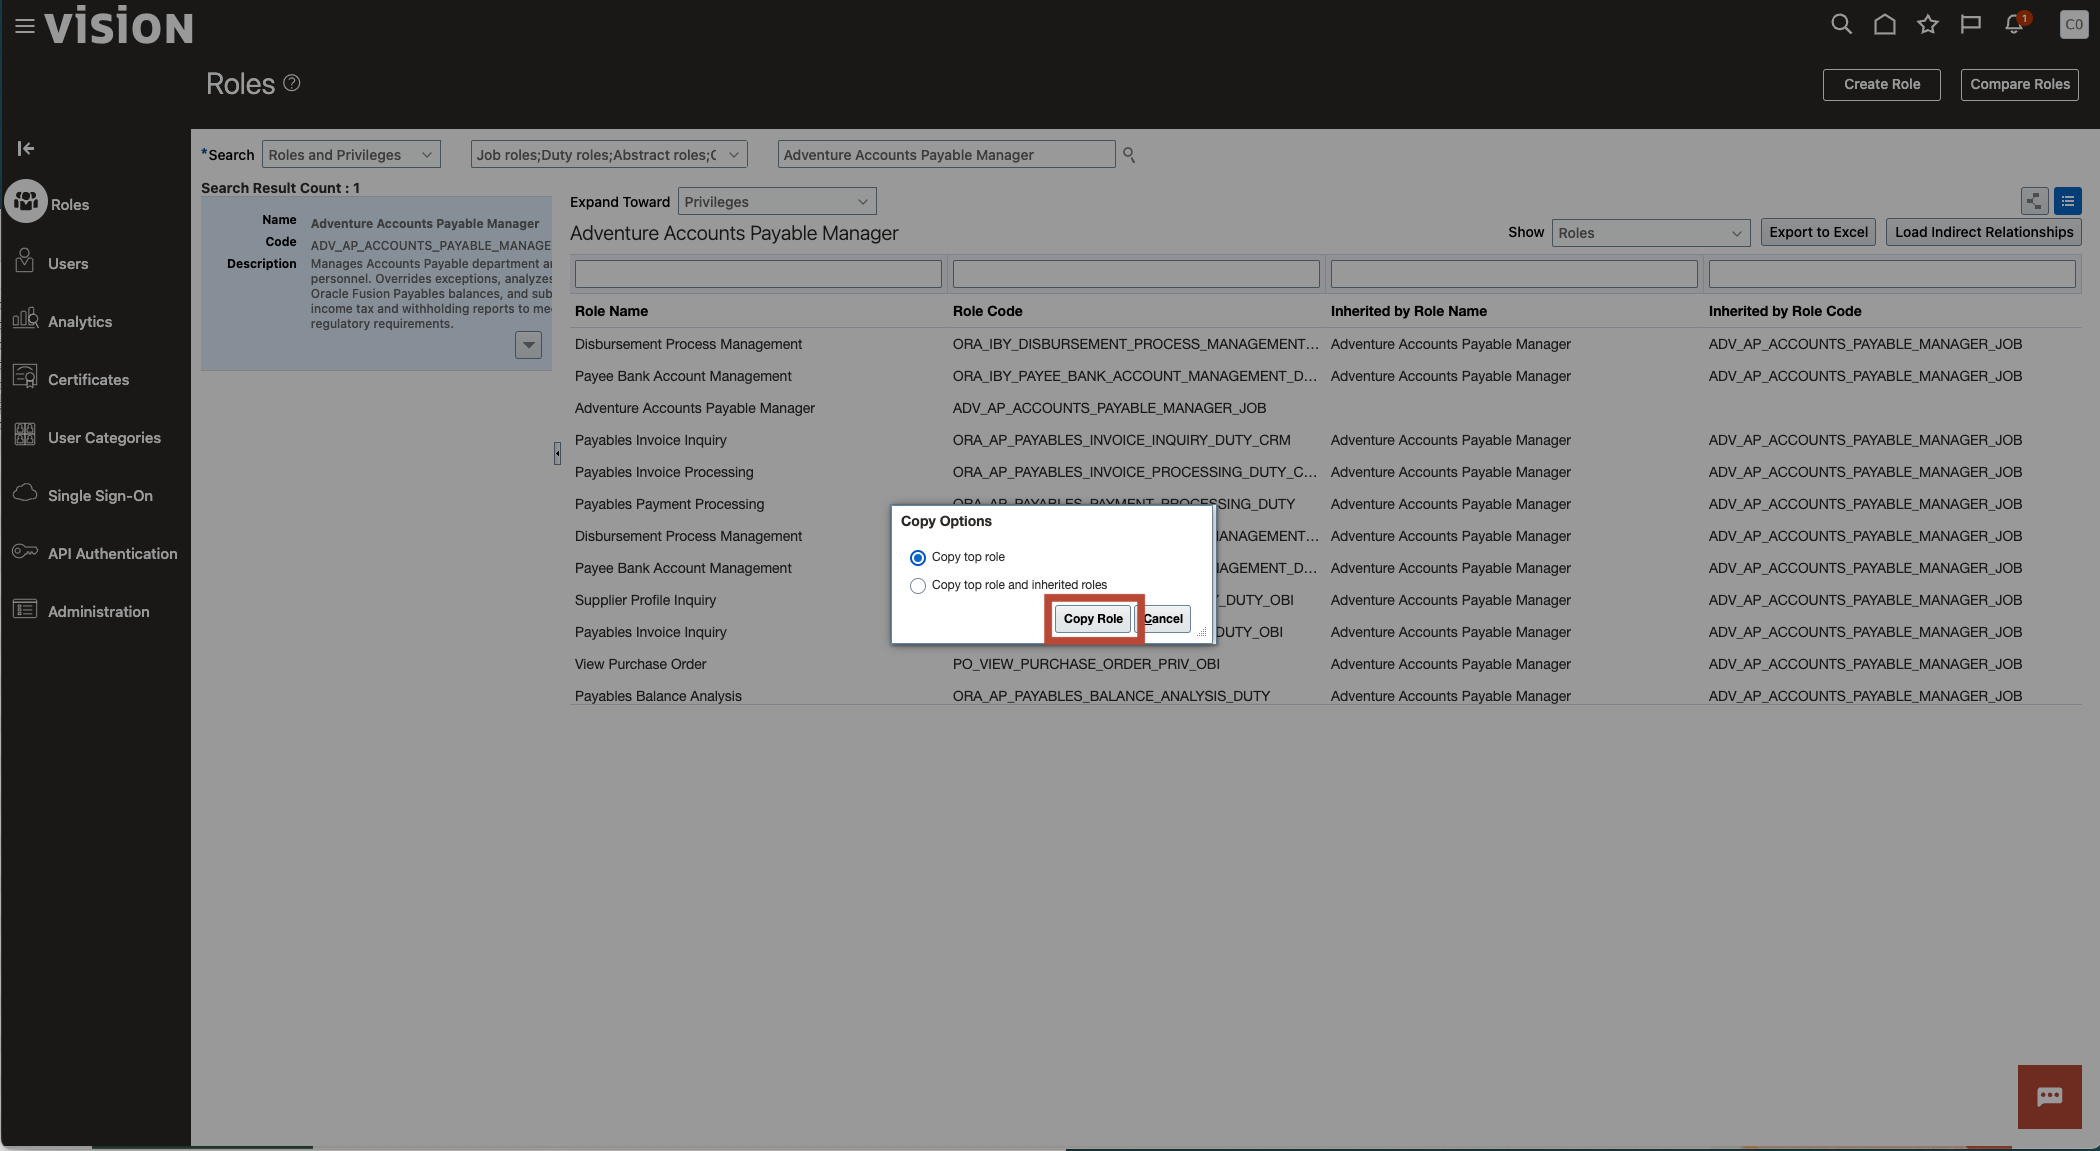 vision
1
CO
Roles ?
Create Role
Compare Roles
*Search
Roles and Privileges
Job roles;Duty roles;Abstract roles;
Adventure Accounts Payable Manager
Search Result Count : 1
Name
Adventure Accounts Payable Manager
Code
ADV_AP_ACCOUNTS_PAYABLE_MANAGE
Description
Manages Accounts Payable department
personnel. Overrides exceptions, analyzes
Oracle Fusion Payables balances, and sub
income tax and withholding reports to me
regulatory requirements.
Roles
Users
Analytics
Certificates
User Categories
Single Sign-On
API Authentication
Administration
Expand Toward
Privileges
Adventure Accounts Payable Manager
Show
Roles
Export to Excel
Load Indirect Relationships
Role Name
Role Code
Inherited by Role Name
Inherited by Role Code
Disbursement Process Management ORA_IBY_DISBURSEMENT_PROCESS_MANAGEMENT... Adventure Accounts Payable Manager ADV_AP_ACCOUNTS_PAYABLE_MANAGER_JOB
Payee Bank Account Management ORA_IBY_PAYEE_BANK_ACCOUNT_MANAGEMENT_D... Adventure Accounts Payable Manager ADV_AP_ACCOUNTS_PAYABLE_MANAGER_JOB
Adventure Accounts Payable Manager ADV_AP_ACCOUNTS_PAYABLE_MANAGER_JOB
Payables Invoice Inquiry ORA_AP_PAYABLES_INVOICE_INQUIRY_DUTY_CRM Adventure Accounts Payable Manager ADV_AP_ACCOUNTS_PAYABLE_MANAGER_JOB
Payables Invoice Processing ORA_AP_PAYABLES_INVOICE_PROCESSING_DUTY_C... Adventure Accounts Payable Manager ADV_AP_ACCOUNTS_PAYABLE_MANAGER_JOB
Payables Payment Processing ORA_AP_PAYABLES_PAYMENT_PROCESSING_DUTY Adventure Accounts Payable Manager ADV_AP_ACCOUNTS_PAYABLE_MANAGER_JOB
Disbursement Process Management IANAGEMENT... Adventure Accounts Payable Manager ADV_AP_ACCOUNTS_PAYABLE_MANAGER_JOB
Payee Bank Account Management AGEMENT_D... Adventure Accounts Payable Manager ADV_AP_ACCOUNTS_PAYABLE_MANAGER_JOB
Supplier Profile Inquiry _DUTY_OBI Adventure Accounts Payable Manager ADV_AP_ACCOUNTS_PAYABLE_MANAGER_JOB
Payables Invoice Inquiry DUTY_OBI Adventure Accounts Payable Manager ADV_AP_ACCOUNTS_PAYABLE_MANAGER_JOB
View Purchase Order PO_VIEW_PURCHASE_ORDER_PRIV_OBI Adventure Accounts Payable Manager ADV_AP_ACCOUNTS_PAYABLE_MANAGER_JOB
Payables Balance Analysis ORA_AP_PAYABLES_BALANCE_ANALYSIS_DUTY Adventure Accounts Payable Manager ADV_AP_ACCOUNTS_PAYABLE_MANAGER_JOB
Copy Options
Copy top role
Copy top role and inherited roles
Copy Role
Cancel